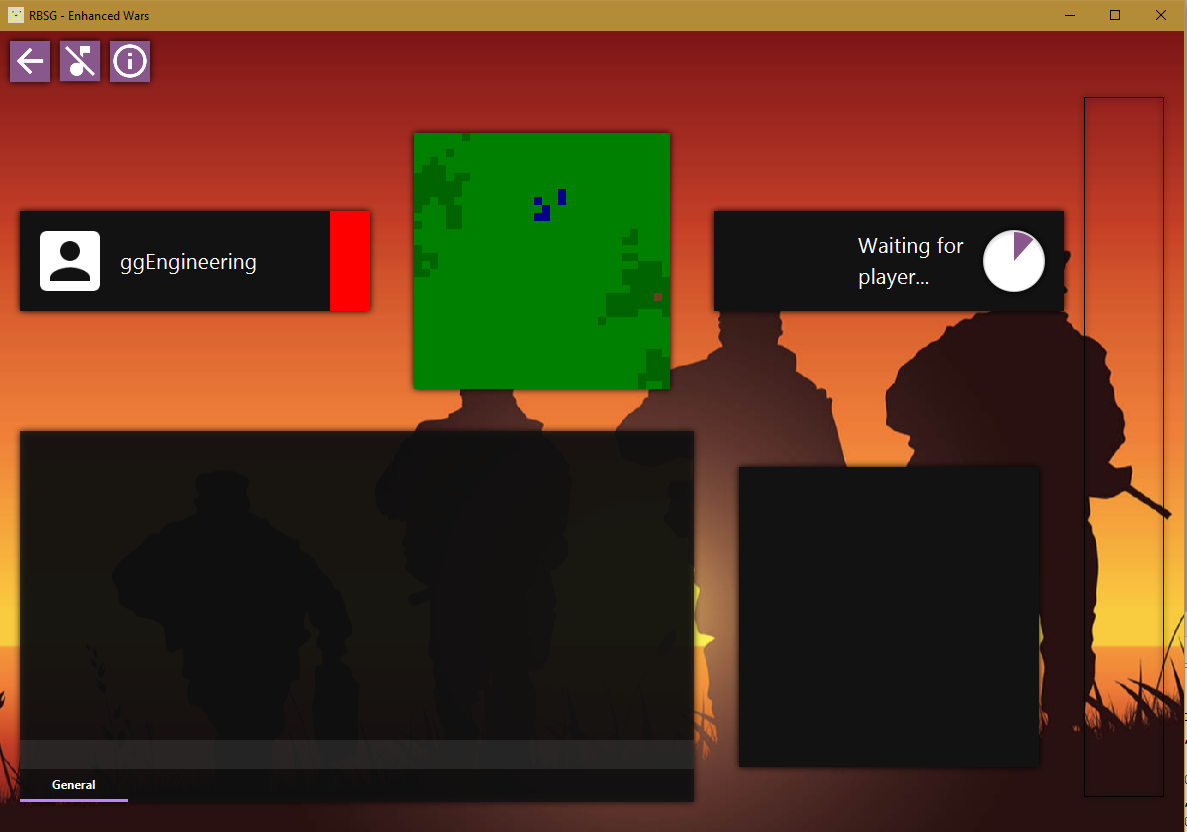 RBSG - Enhanced Wars
ggEngineering
Waiting for
player...
General